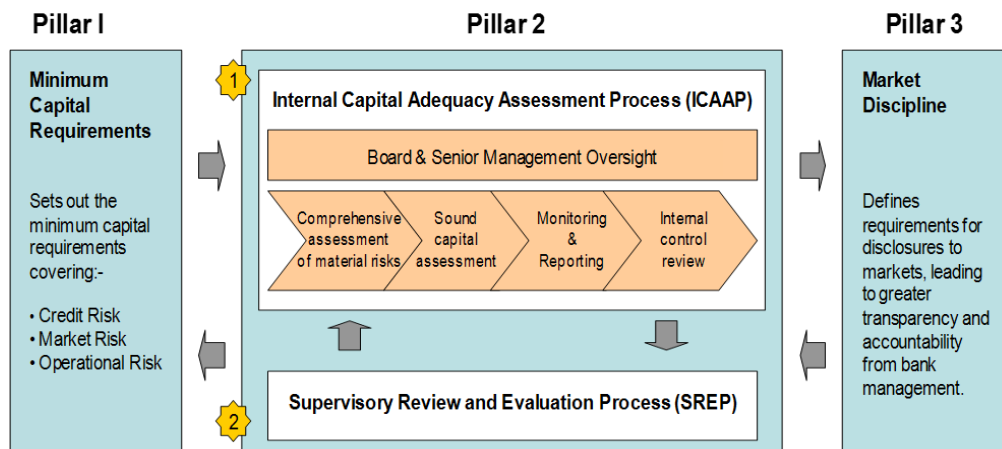 Pillar I
Minimum
Capital
Requirements
Sets out the
minimum capital
requirements
covering:-
• Credit Risk
• Market Risk
• Operational Risk
Pillar 2
1
Internal Capital Adequacy Assessment Process (ICAAP)
Board & Senior Management Oversight
Comprehensive
assessment
of material risks
Sound
capital
assessment
Monitoring
&
Reporting
Internal
control
review
2
Supervisory Review and Evaluation Process (SREP)
Pillar 3
Market
Discipline
Defines
requirements for
disclosures to
markets, leading
to greater
transparency and
accountability
from bank
management.